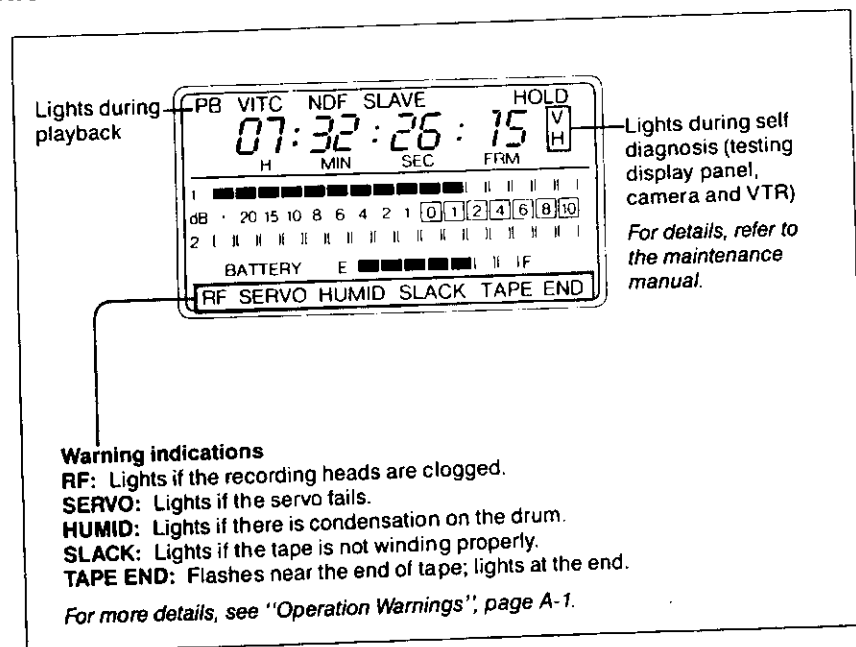 Lights during playback
PB VITC NDF SLAVE HOLD
07:32:26:15
V
H
H MIN SEC FRM
Lights during self
diagnosis (testing
display panel,
camera and VTR)
For details, refer to
the maintenance
manual.
1
dB · 20 15 10 8 6 4 2 1 0 1 2 4 6 8 10
2
BATTERY E F
RF SERVO HUMID SLACK TAPE END
Warning indications
RF: Lights if the recording heads are clogged.
SERVO: Lights if the servo fails.
HUMID: Lights if there is condensation on the drum.
SLACK: Lights if the tape is not winding properly.
TAPE END: Flashes near the end of tape; lights at the end.
For more details, see "Operation Warnings", page A-1.